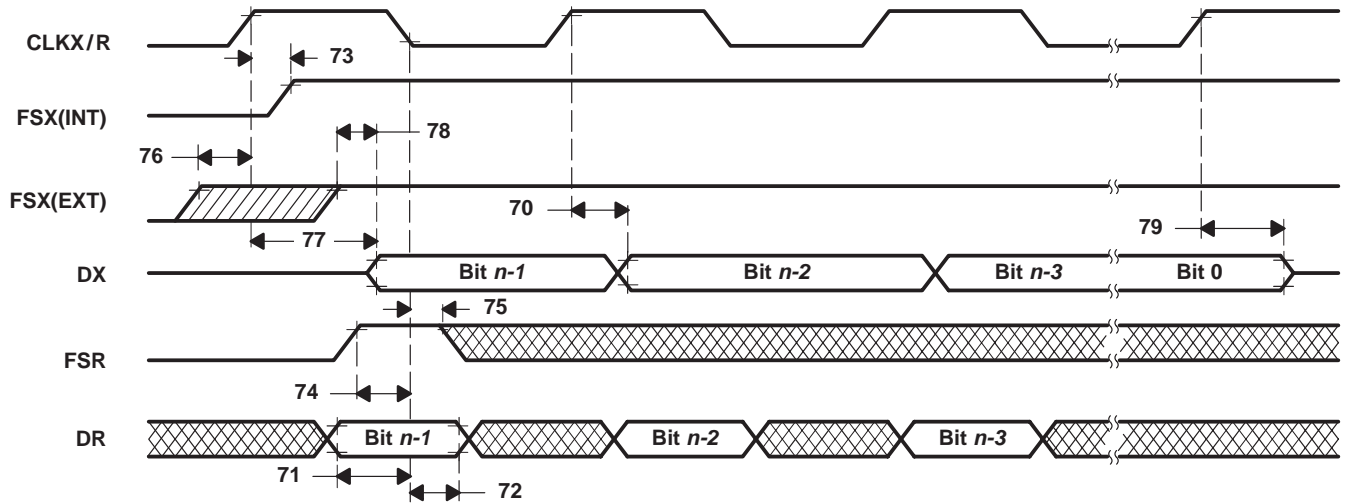 CLKX/R
73
FSX(INT)
78
76
FSX(EXT)
70
77
79
DX
Bit n-1
Bit n-2
Bit n-3
Bit 0
75
FSR
74
DR
Bit n-1
Bit n-2
Bit n-3
71
72